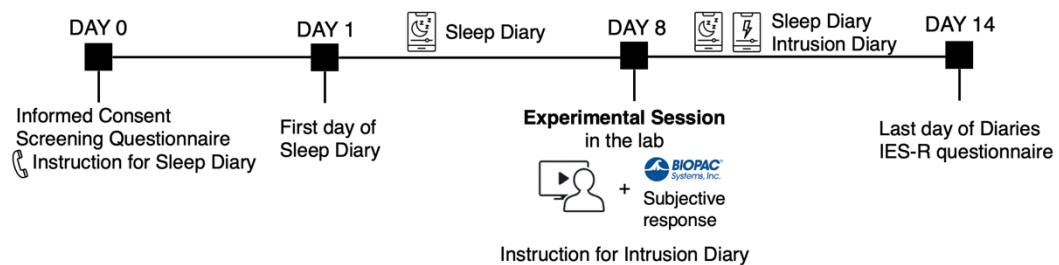 DAY 0
DAY 1
Sleep Diary
DAY 8
Sleep Diary
Intrusion Diary
DAY 14
Informed Consent
Screening Questionnaire
Instruction for Sleep Diary
First day of
Sleep Diary
Experimental Session
in the lab
+
BIOPAC®
Systems, Inc.
Subjective
response
Instruction for Intrusion Diary
Last day of Diaries
IES-R questionnaire